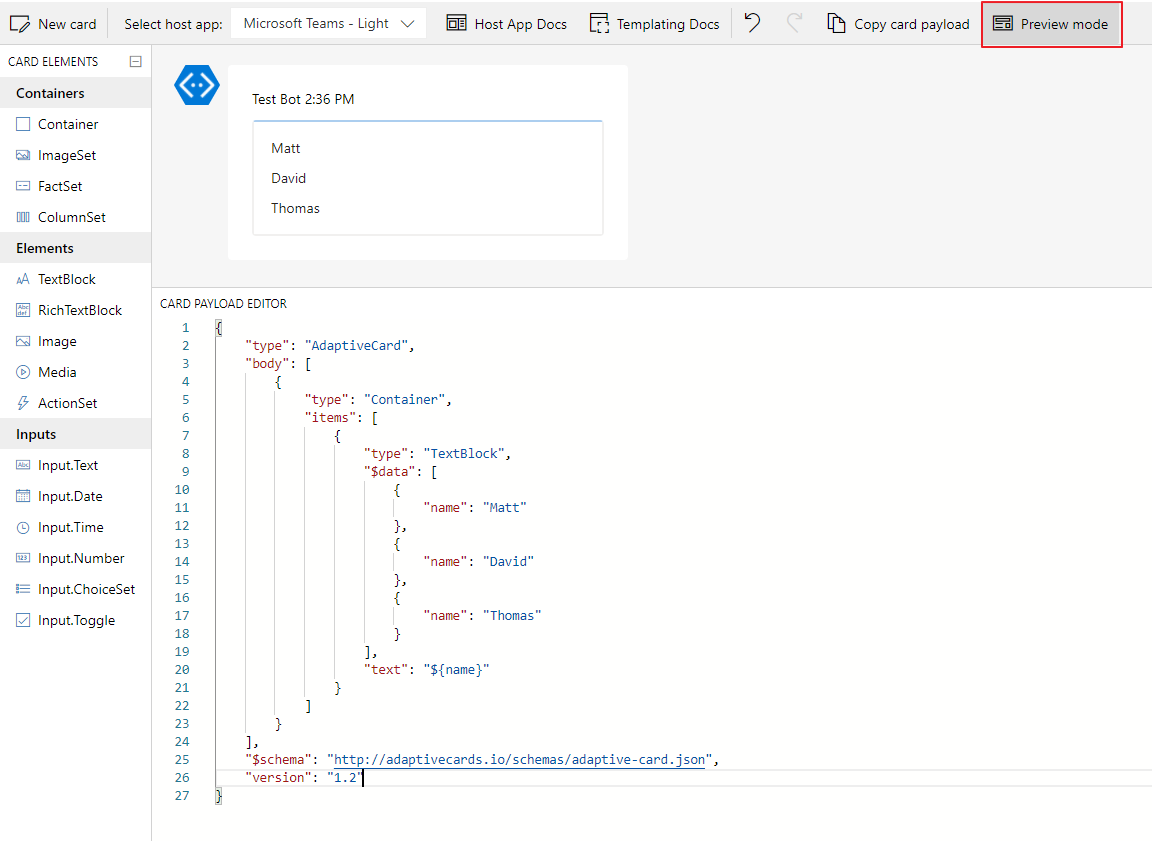 New card Select host app: Microsoft Teams - Light Host App Docs Templating Docs Copy card payload Preview mode
CARD ELEMENTS
Containers
Container
ImageSet
FactSet
ColumnSet
Elements
TextBlock
RichTextBlock
Image
Media
ActionSet
Inputs
Input.Text
Input.Date
Input.Time
Input.Number
Input.ChoiceSet
Input.Toggle
Test Bot 2:36 PM
Matt
David
Thomas
CARD PAYLOAD EDITOR
1 {
2 "type": "AdaptiveCard",
3 "body": [
4 {
5 "type": "Container",
6 "items": [
7 {
8 "type": "TextBlock",
9 "$data": [
10 {
11 "name": "Matt"
12 },
13 {
14 "name": "David"
15 },
16 {
17 "name": "Thomas"
18 }
19 ],
20 "text": "${name}"
21 }
22 ]
23 }
24 ],
25 "$schema": "http://adaptivecards.io/schemas/adaptive-card.json",
26 "version": "1.2"
27 }